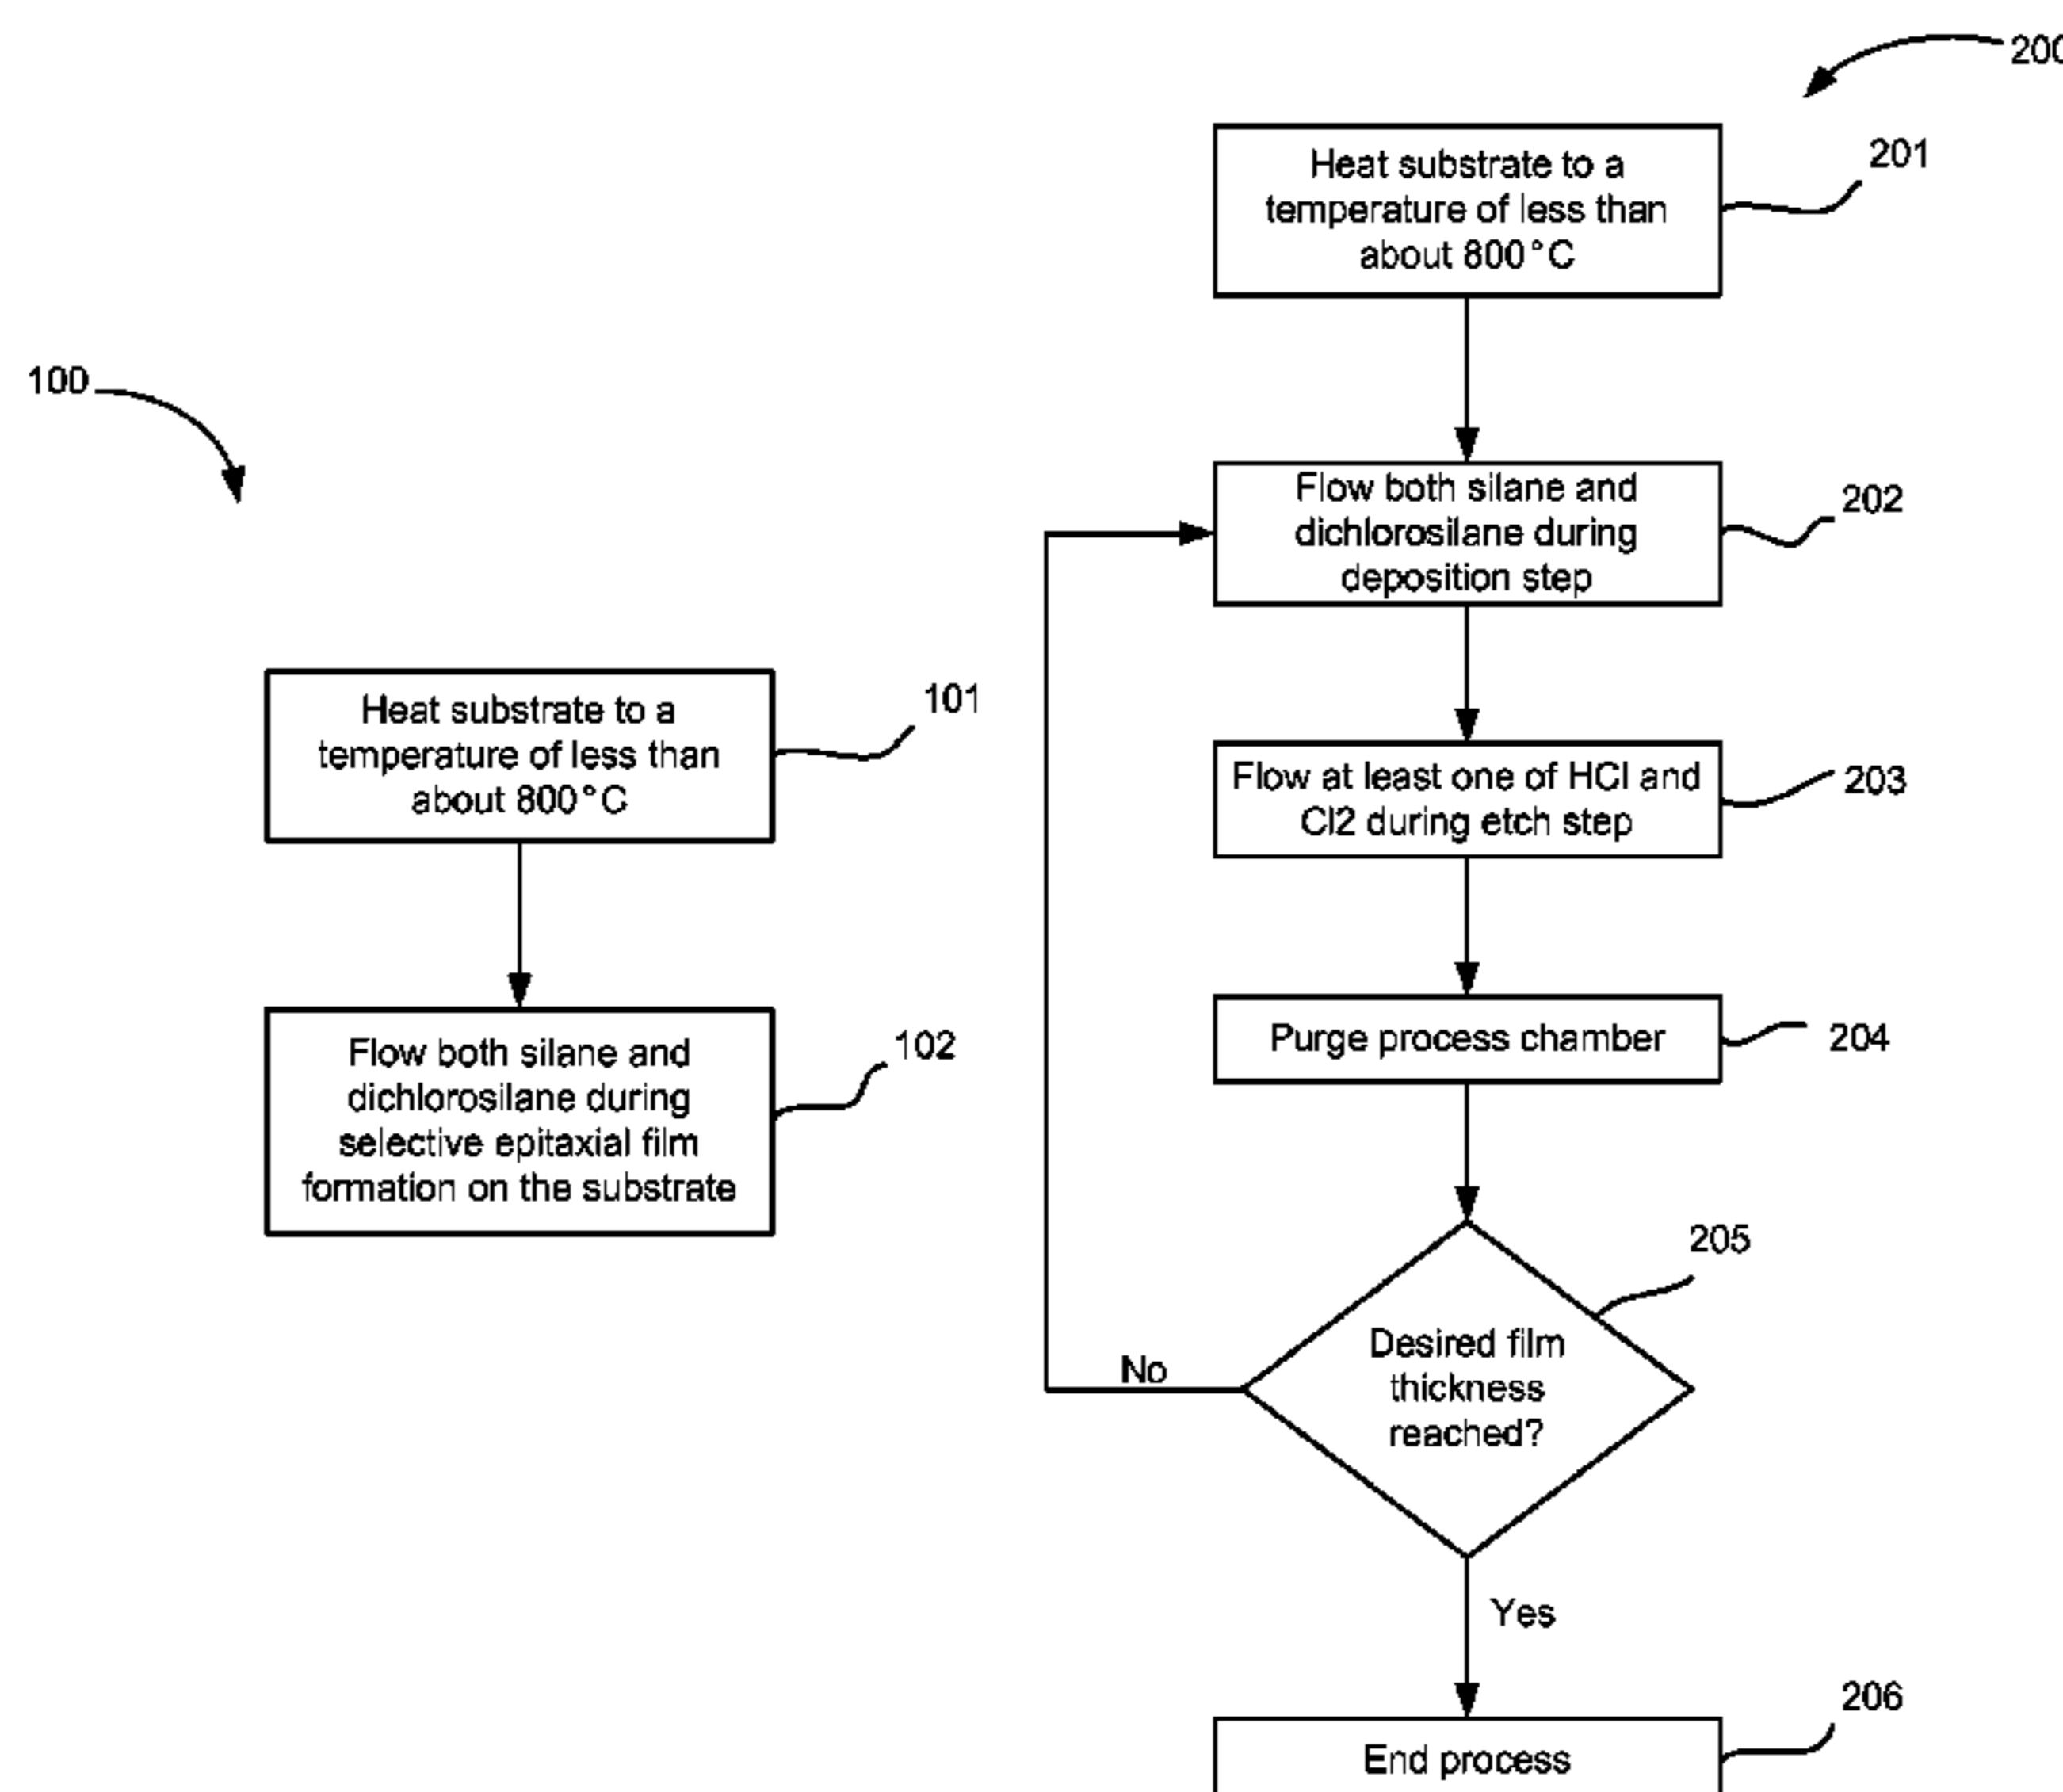 100
Heat substrate to a
temperature of less than
about 800°C
101
Flow both silane and
dichlorosilane during
selective epitaxial film
formation on the substrate
102
200
Heat substrate to a
temperature of less than
about 800°C
201
Flow both silane and
dichlorosilane during
deposition step
202
Flow at least one of HCl and
Cl2 during etch step
203
Purge process chamber
204
205
Desired film
thickness
reached?
No
Yes
206
End process